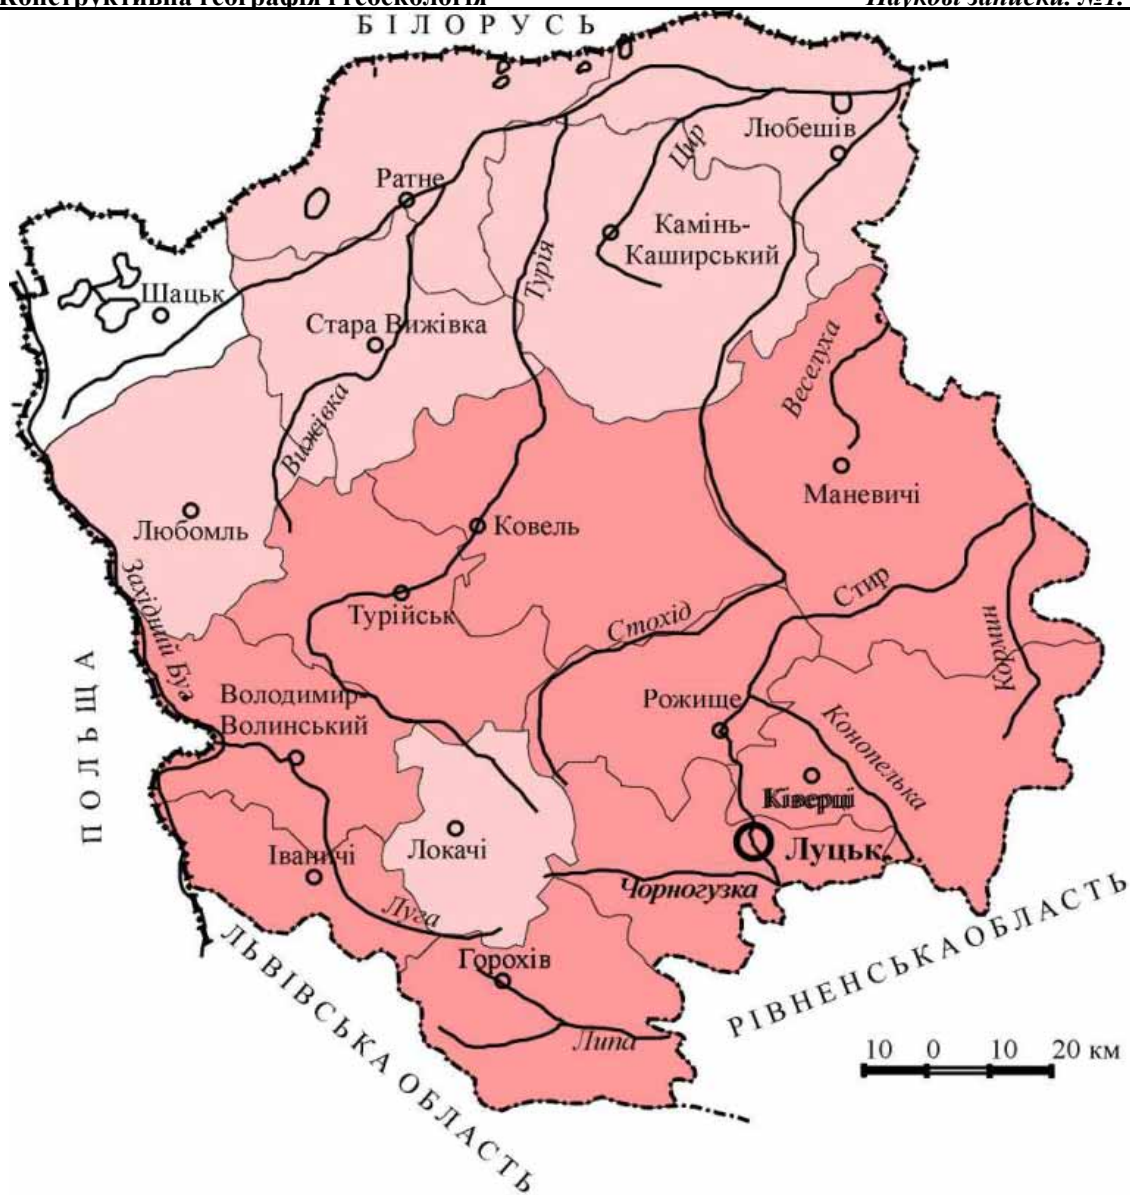 Конструктивна географія і геоекологія
Наукові записки. №1.
БІЛОРУСЬ
Любешів
Цир
Ратне
Камінь-
Каширський
Турія
Шацьк
Стара Вижівка
Веселуха
Вижівка
Маневичі
Любомль
Ковель
Західний Буг
Стир
Турійськ
Стохід
Кормин
ПОЛЬЩА
Володимир-
Волинський
Рожище
Конопелька
Ківерці
Локачі
Луцьк
Іваничі
Чорногузка
Луга
Горохів
ЛЬВІВСЬКА ОБЛАСТЬ
РІВНЕНСЬКА ОБЛАСТЬ
Липа
10 0 10 20 км